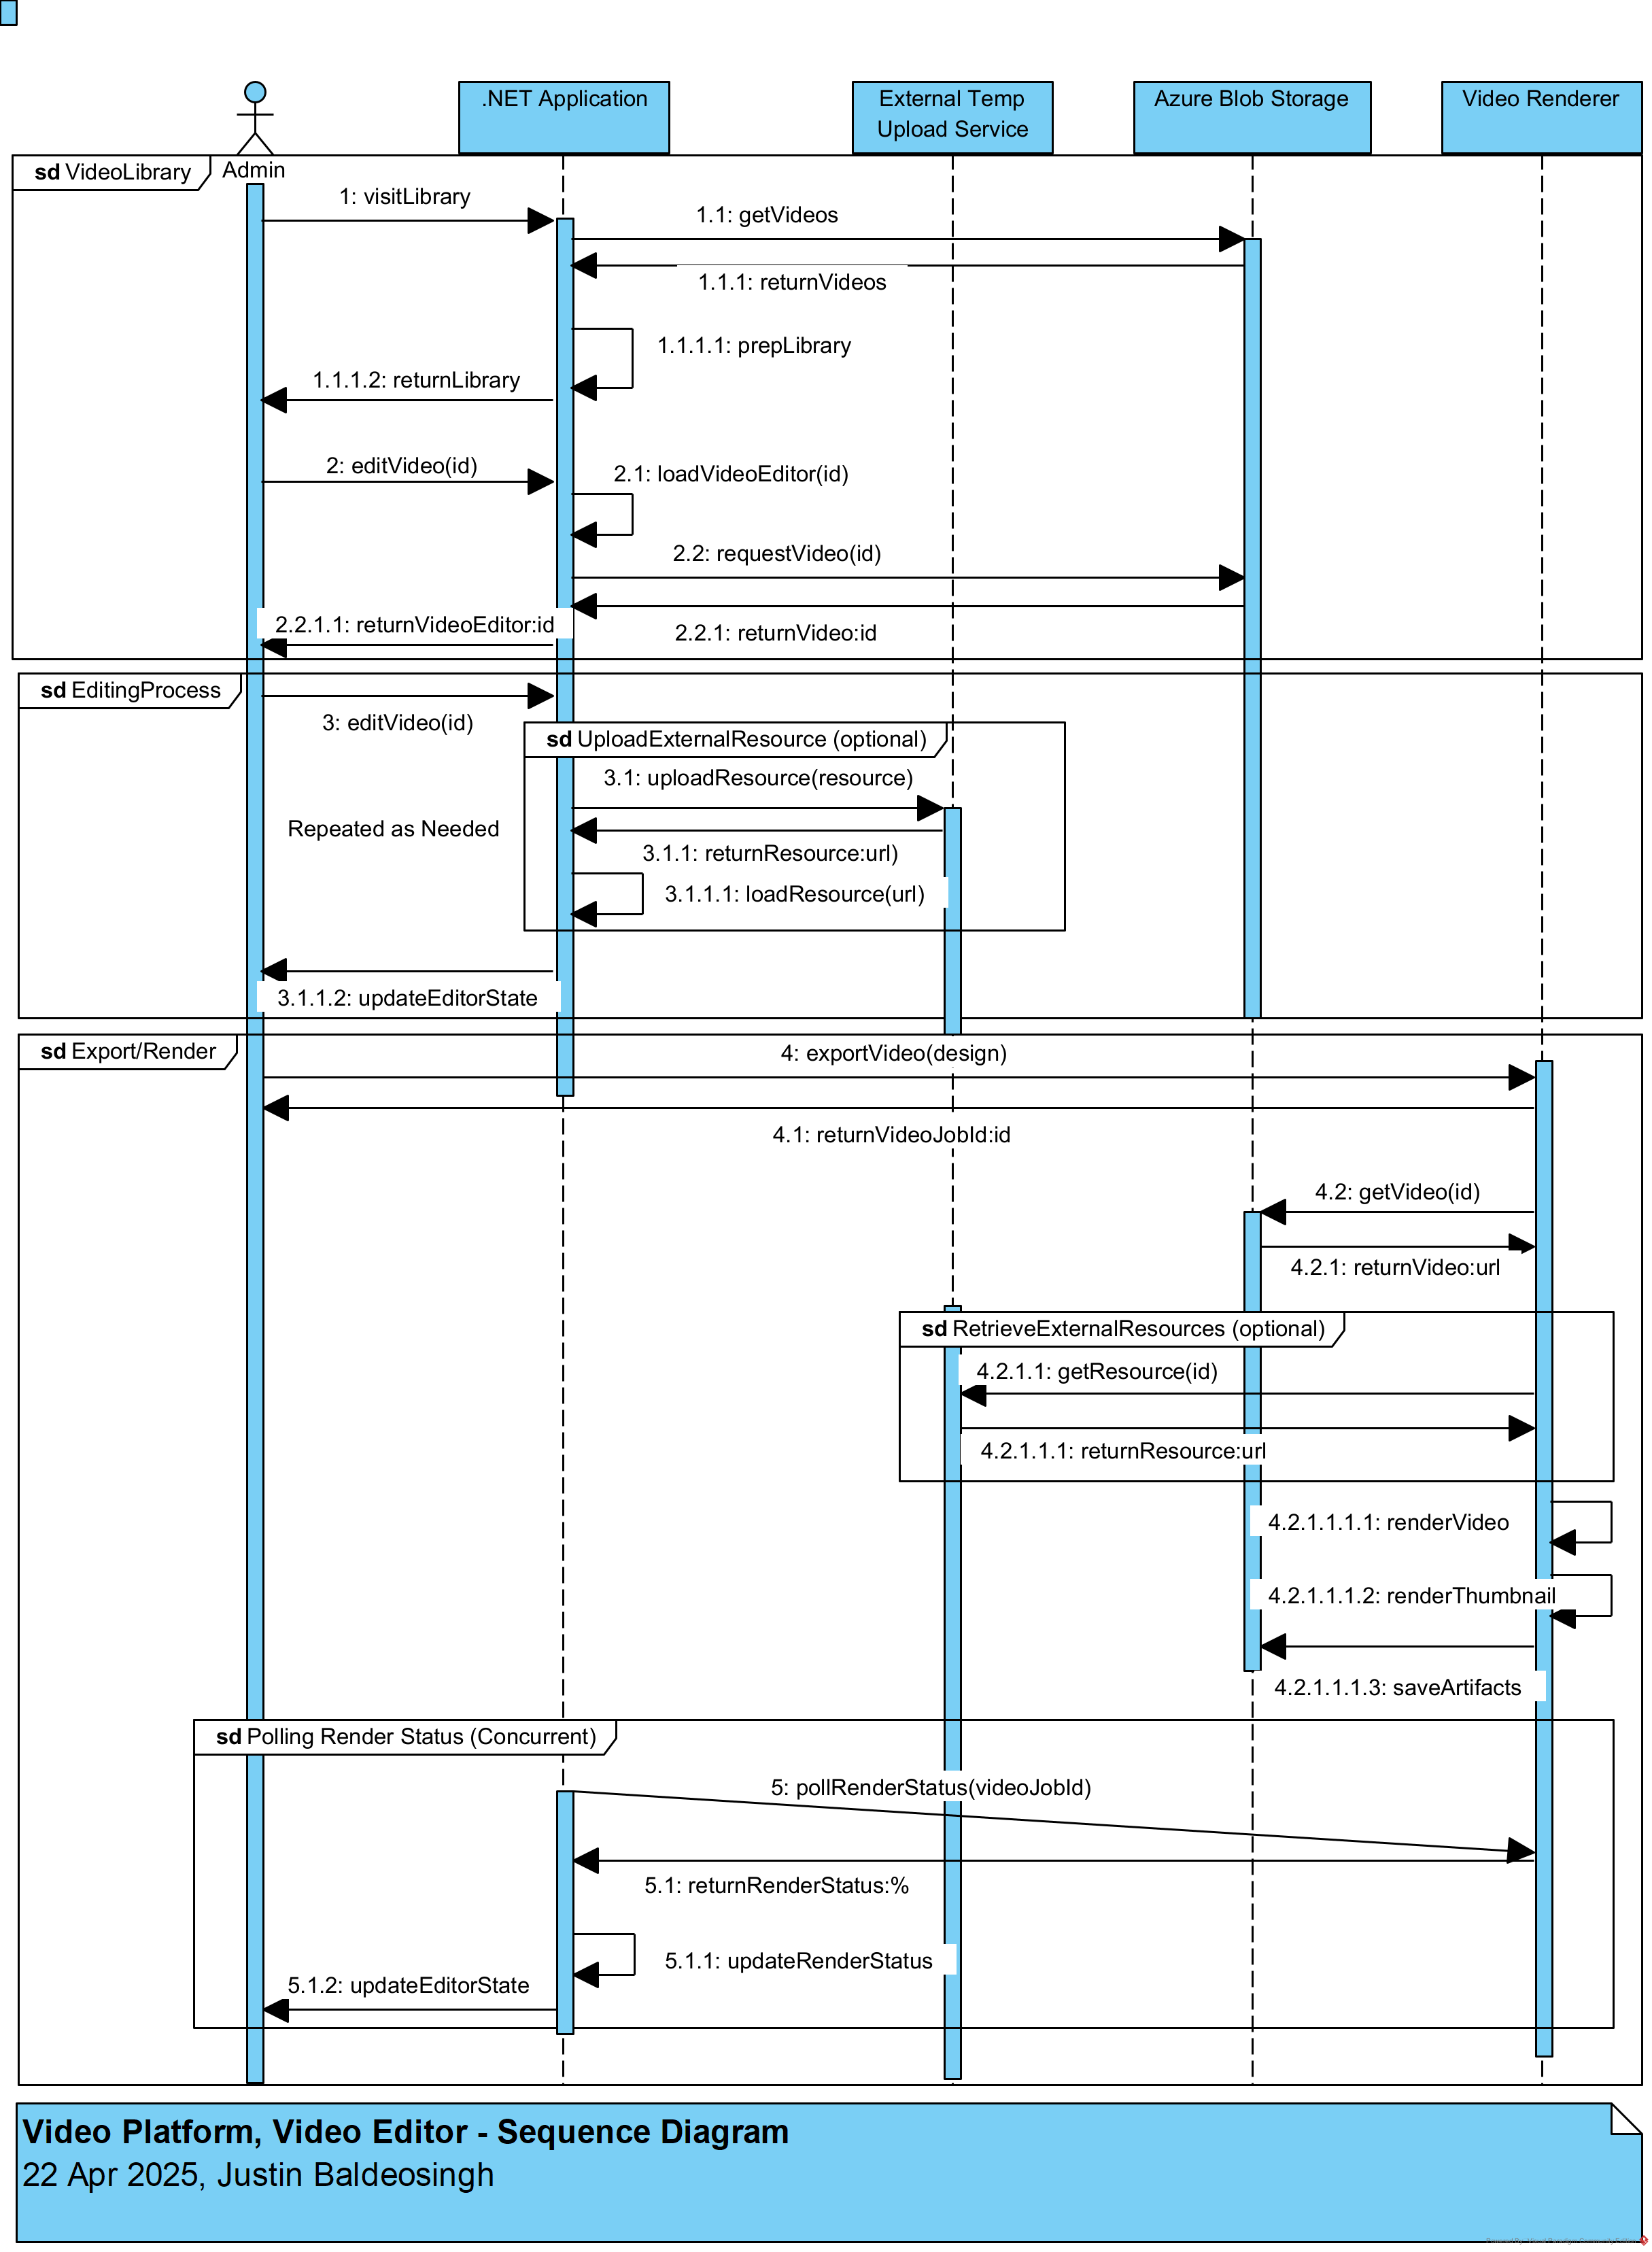 .NET Application
External Temp
Upload Service
Azure Blob Storage
Video Renderer
Admin
sd VideoLibrary
1: visitLibrary
1.1: getVideos
1.1.1: returnVideos
1.1.1.1: prepLibrary
1.1.1.2: returnLibrary
2: editVideo(id)
2.1: loadVideoEditor(id)
2.2: requestVideo(id)
2.2.1.1: returnVideoEditor:id
2.2.1: returnVideo:id
sd EditingProcess
3: editVideo(id)
sd UploadExternalResource (optional)
3.1: uploadResource(resource)
Repeated as Needed
3.1.1: returnResource:url)
3.1.1.1: loadResource(url)
3.1.1.2: updateEditorState
sd Export/Render
4: exportVideo(design)
4.1: returnVideoJobId:id
4.2: getVideo(id)
4.2.1: returnVideo:url
sd RetrieveExternalResources (optional)
4.2.1.1: getResource(id)
4.2.1.1.1: returnResource:url
4.2.1.1.1.1: renderVideo
4.2.1.1.1.2: renderThumbnail
4.2.1.1.1.3: saveArtifacts
sd Polling Render Status (Concurrent)
5: pollRenderStatus(videoJobId)
5.1: returnRenderStatus:%
5.1.1: updateRenderStatus
5.1.2: updateEditorState
Video Platform, Video Editor - Sequence Diagram
22 Apr 2025, Justin Baldeosingh